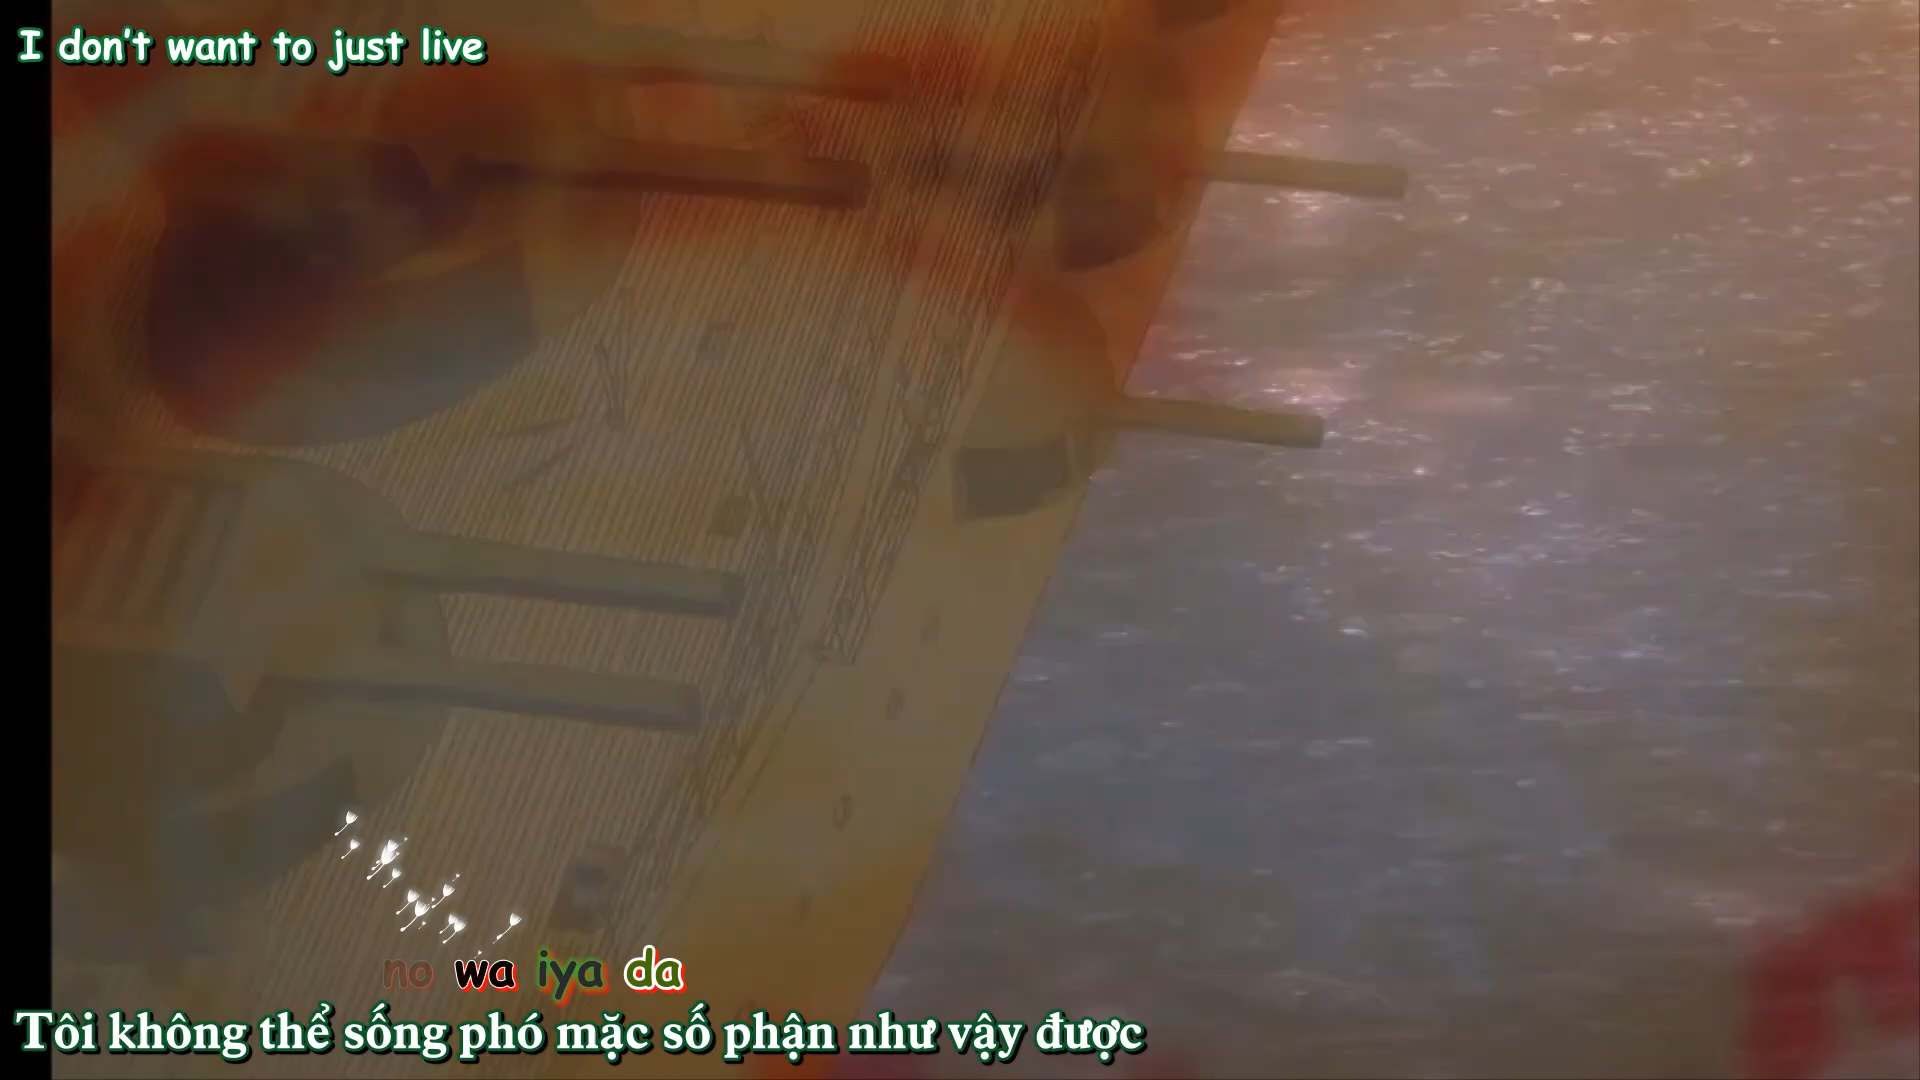 I don't want to just live
no wa iya da
Tôi không thể sống phó mặc số phận như vậy được